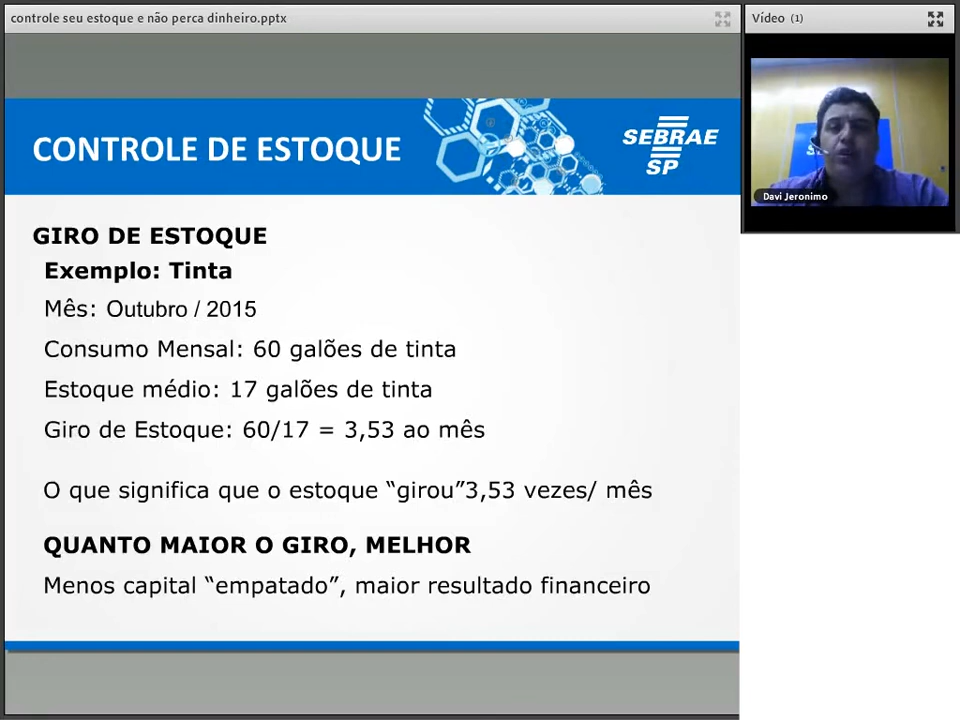 controle seu estoque e não perca dinheiro.pptx
Vídeo (1)
CONTROLE DE ESTOQUE
SEBRAE
SP
Davi Jeronimo
GIRO DE ESTOQUE
Exemplo: Tinta
Mês: Outubro / 2015
Consumo Mensal: 60 galões de tinta
Estoque médio: 17 galões de tinta
Giro de Estoque: 60/17 = 3,53 ao mês
O que significa que o estoque “girou”3,53 vezes/ mês
QUANTO MAIOR O GIRO, MELHOR
Menos capital “empatado”, maior resultado financeiro